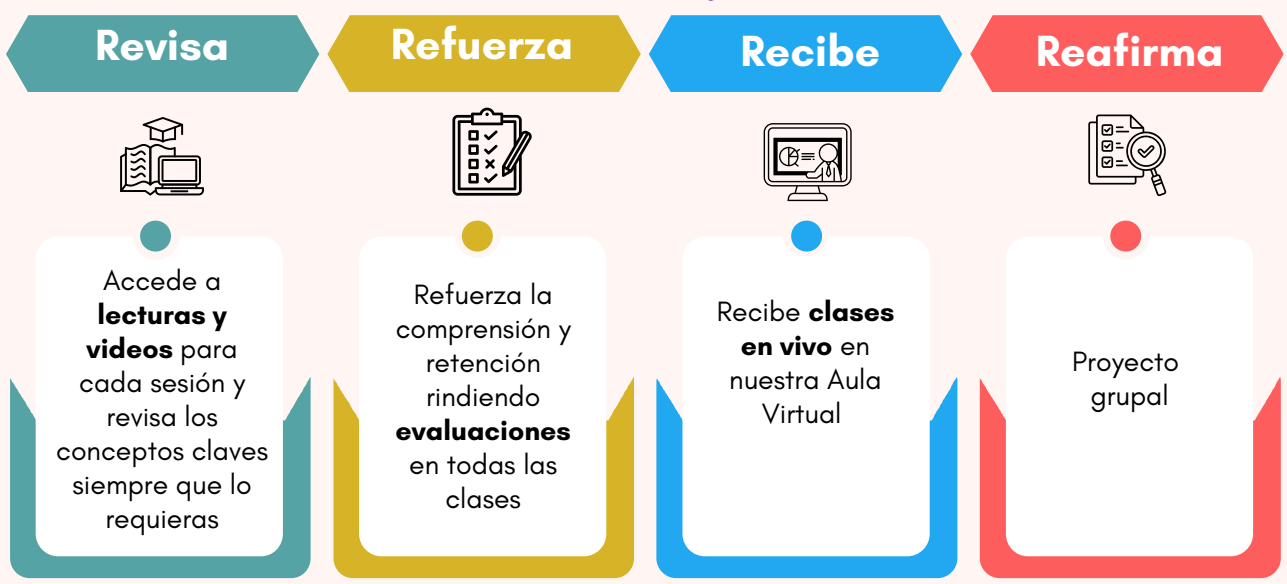 Revisa
Refuerza
Recibe
Reafirma
Accede a
lecturas y
videos para
cada sesión y
revisa los
conceptos claves
siempre que lo
requieras
Refuerza la
comprensión y
retención
rindiendo
evaluaciones
en todas las
clases
Recibe clases
en vivo en
nuestra Aula
Virtual
Proyecto
grupal